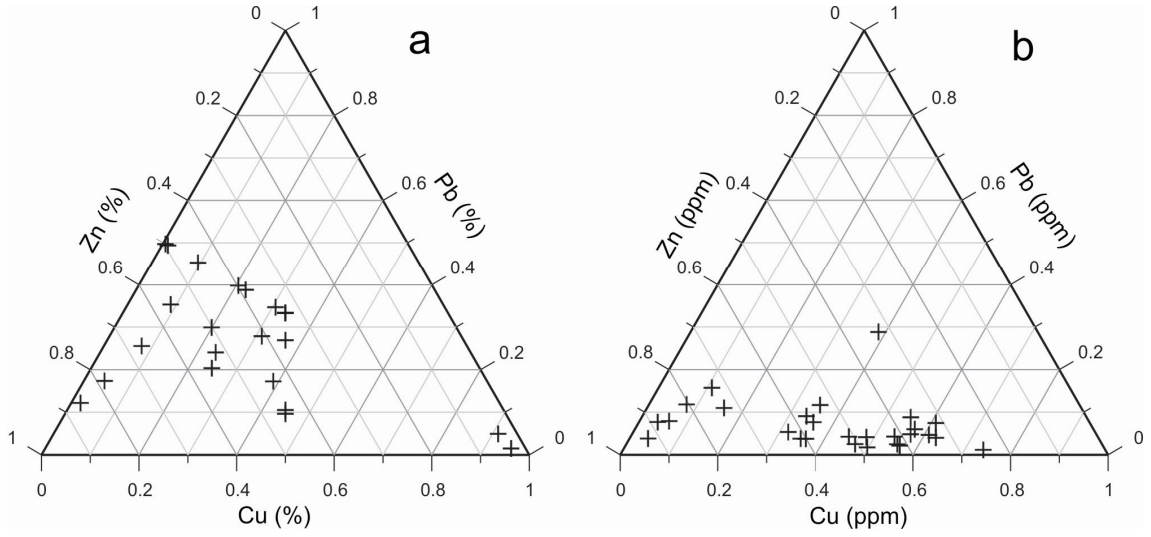 0 1
a
0.2 0.8
0.4 0.6
Zn (%)
Pb (%)
0.6 0.4
0.8 0.2
1 0
0 0.2 0.4 0.6 0.8 1
Cu (%)
0 1
b
0.2 0.8
0.4 0.6
Zn (ppm)
Pb (ppm)
0.6 0.4
0.8 0.2
1 0
0 0.2 0.4 0.6 0.8 1
Cu (ppm)